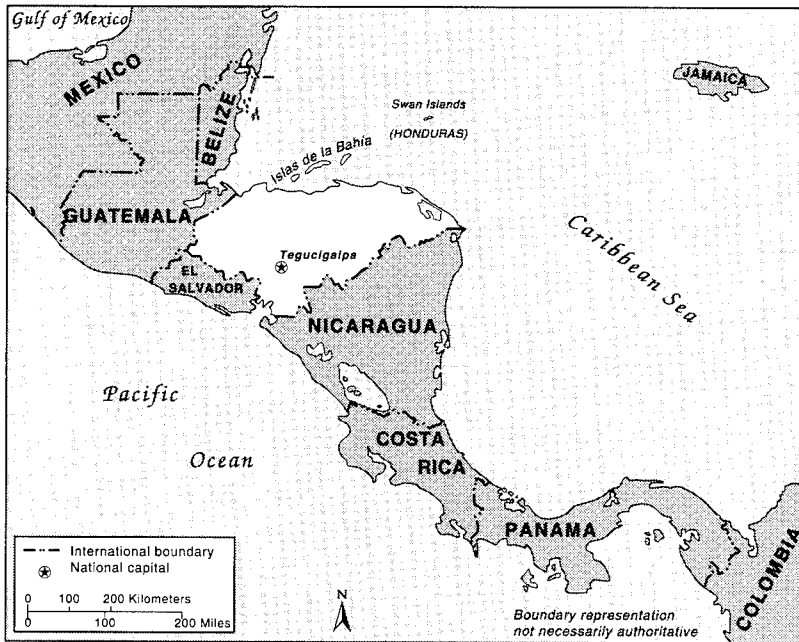 Gulf of Mexico
MEXICO
BELIZE
JAMAICA
Swan Islands
(HONDURAS)
Islas de la Bahía
GUATEMALA
Tegucigalpa
Caribbean Sea
EL
SALVADOR
NICARAGUA
Pacific
Ocean
COSTA
RICA
PANAMA
COLOMBIA
International boundary
National capital
0 100 200 Kilometers
0 100 200 Miles
N
Boundary representation
not necessarily authoritative